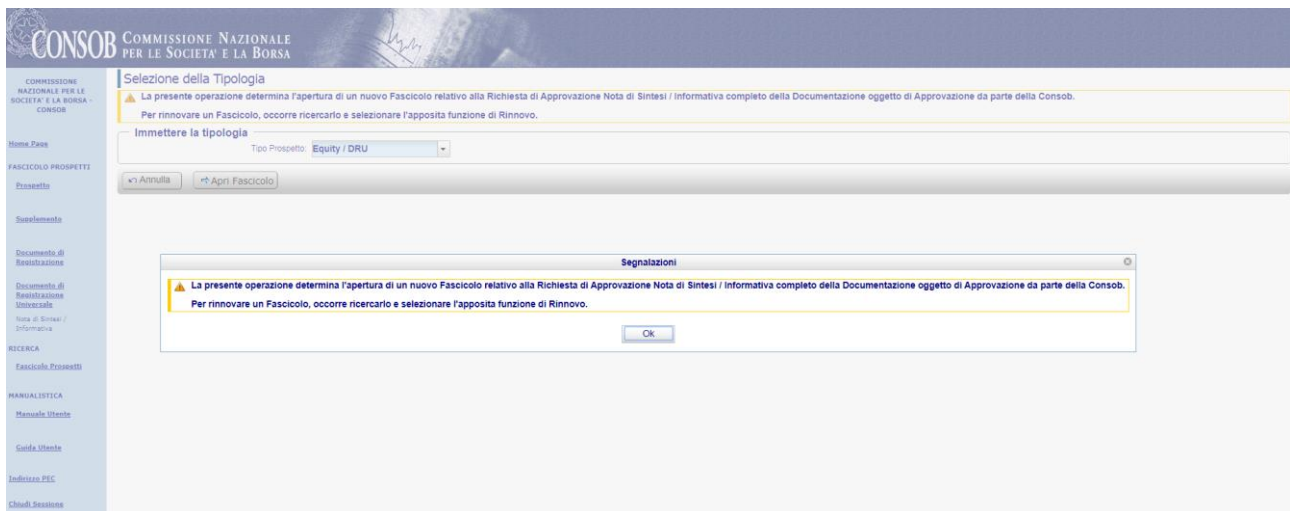 CONSOB COMMISSIONE NAZIONALE
PER LE SOCIETA' E LA BORSA
COMMISSIONE
NAZIONALE PER LE
SOCIETA' E LA BORSA -
CONSOB
Home Page
FASCICOLO PROSPETTI
Prospetto
Supplemento
Documento di
Registrazione
Documento di
Registrazione
Universale
Nota di Sintesi /
Informativa
RICERCA
Fascicolo Prospetti
MANUALISTICA
Manuale Utente
Guida Utente
Indirizzo PEC
Chiudi Sessione
Selezione della Tipologia
La presente operazione determina l'apertura di un nuovo Fascicolo relativo alla Richiesta di Approvazione Nota di Sintesi / Informativa completo della Documentazione oggetto di Approvazione da parte della Consob.
Per rinnovare un Fascicolo, occorre ricercarlo e selezionare l'apposita funzione di Rinnovo.
Immettere la tipologia
Tipo Prospetto: Equity / DRU
Annulla
Apri Fascicolo
Segnalazioni
La presente operazione determina l'apertura di un nuovo Fascicolo relativo alla Richiesta di Approvazione Nota di Sintesi / Informativa completo della Documentazione oggetto di Approvazione da parte della Consob.
Per rinnovare un Fascicolo, occorre ricercarlo e selezionare l'apposita funzione di Rinnovo.
Ok